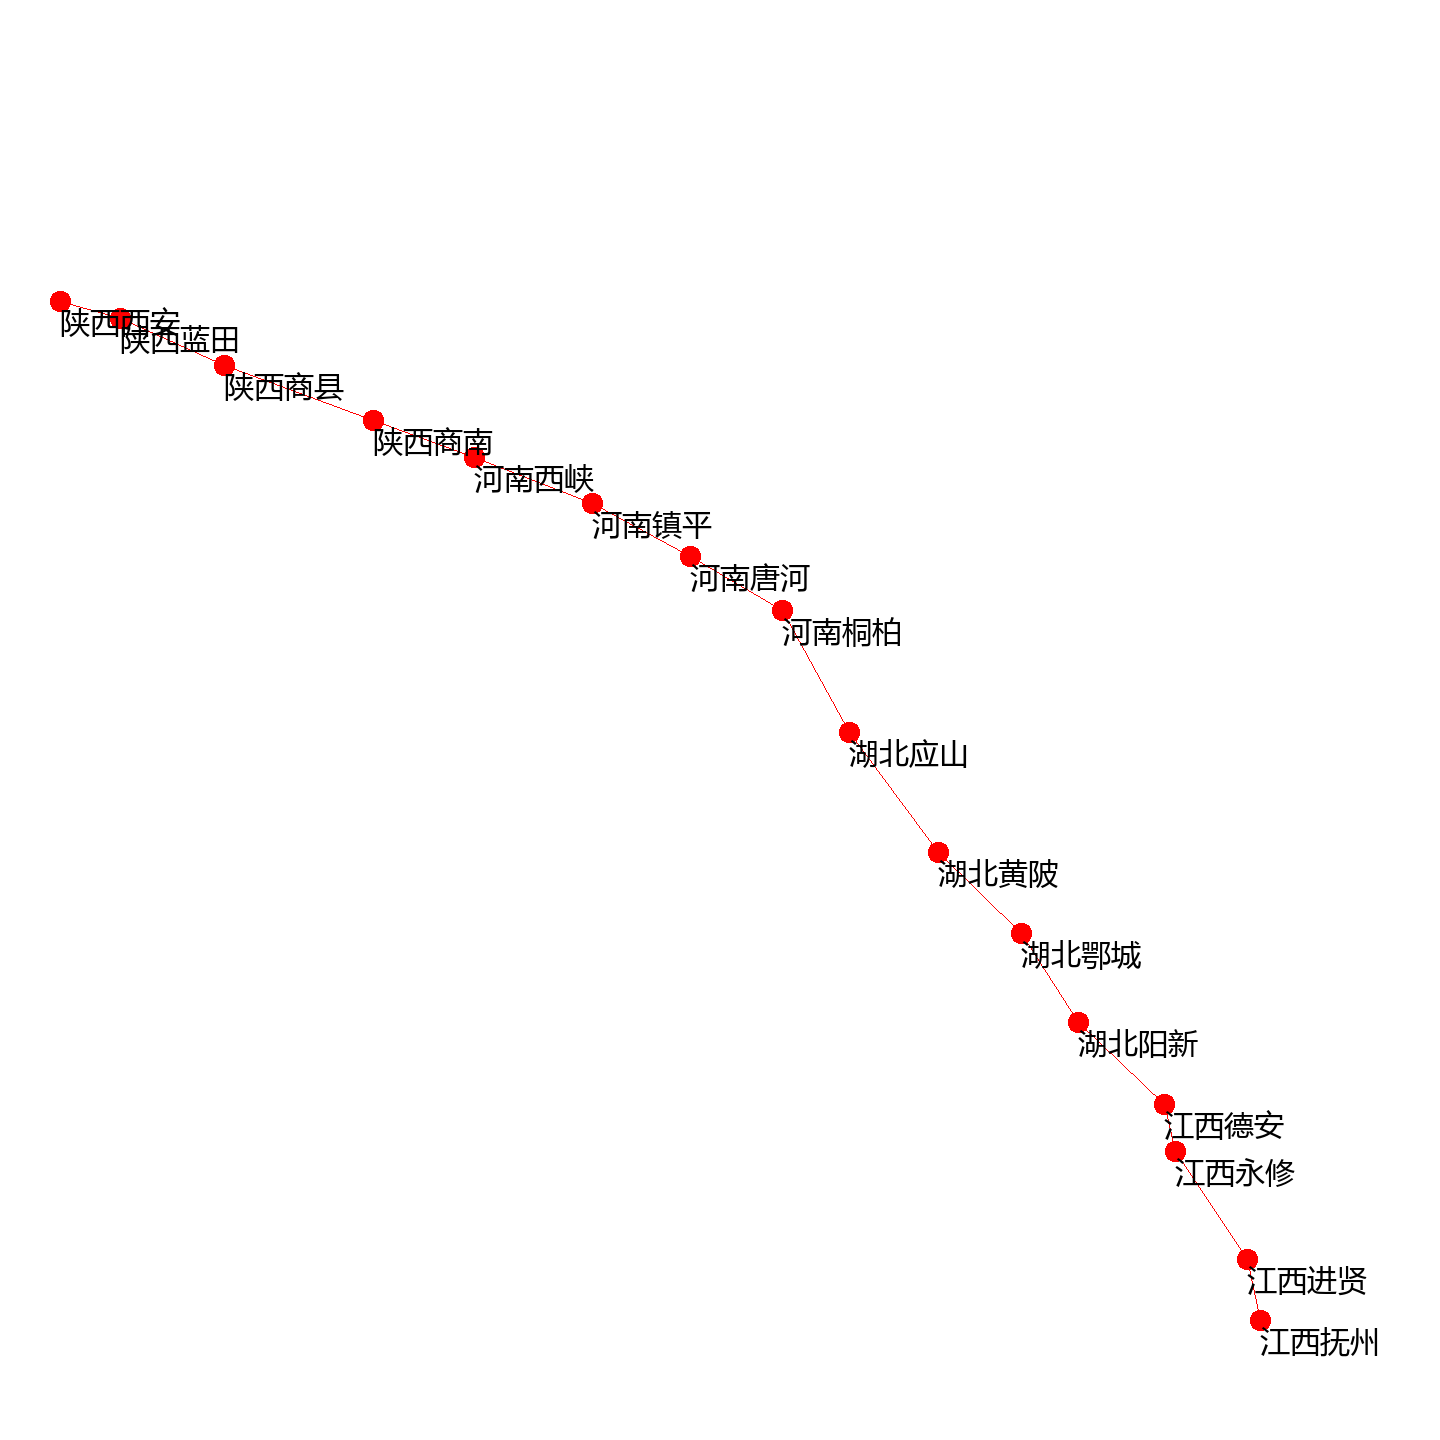 陕西西安
陕西蓝田
陕西商县
陕西商南
河南西峡
河南镇平
河南唐河
河南桐柏
湖北应山
湖北黄陂
湖北鄂城
湖北阳新
江西德安
江西永修
江西进贤
江西抚州